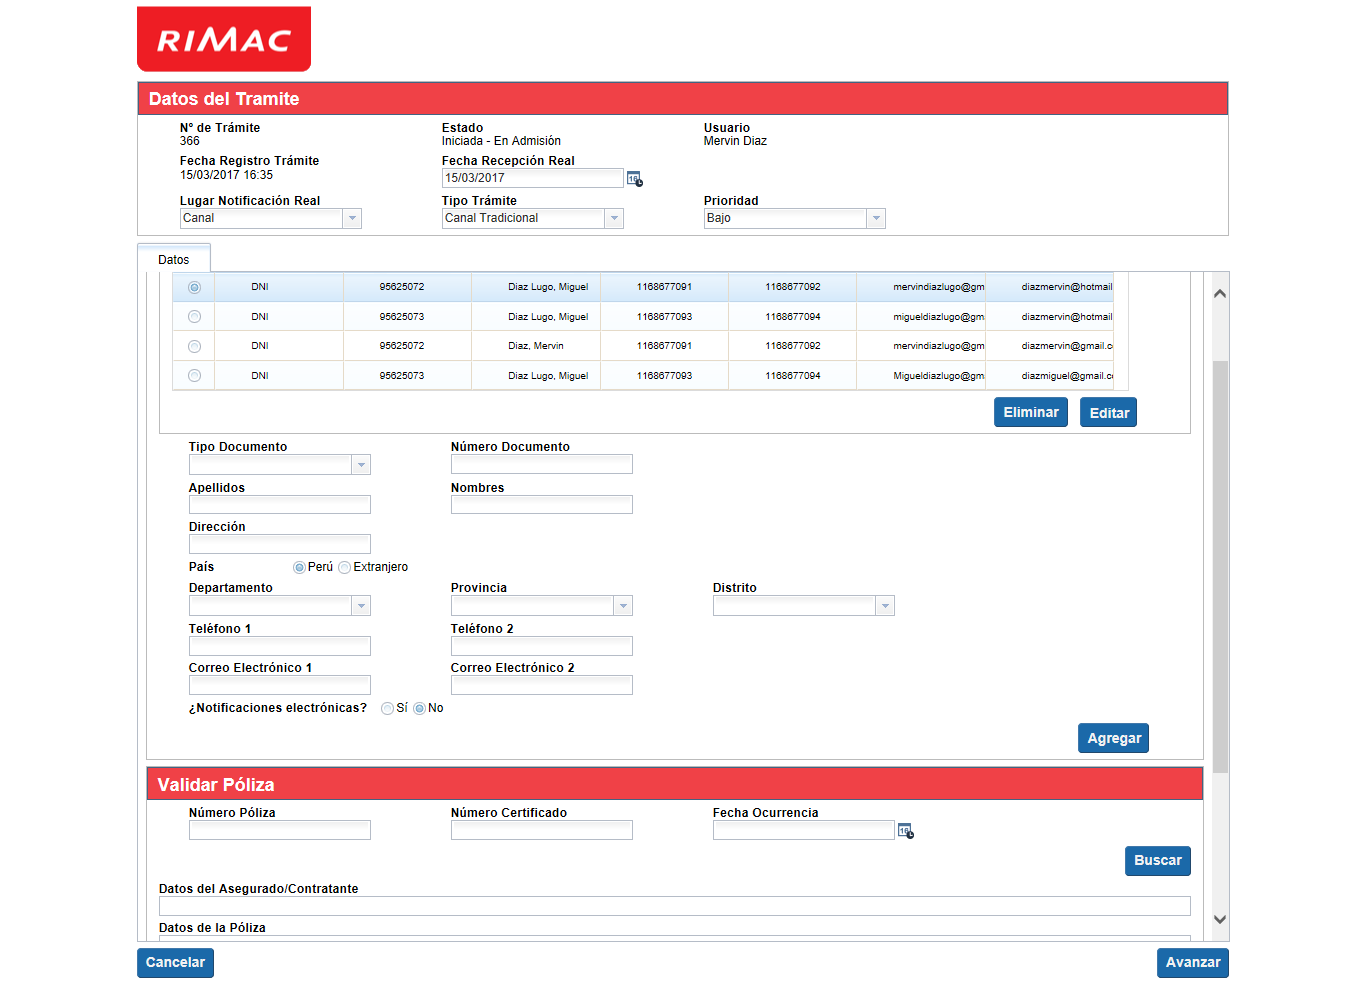 RIMAC
Datos del Tramite
Nº de Trámite Estado Usuario
366 Iniciada - En Admisión Mervin Diaz
Fecha Registro Trámite Fecha Recepción Real
15/03/2017 16:35 15/03/2017
Lugar Notificación Real Tipo Trámite Prioridad
Canal Canal Tradicional Bajo
Datos
DNI 95625072 Diaz Lugo, Miguel 1168677091 1168677092 mervindiazlugo@gm diazmervin@hotmail
DNI 95625073 Diaz Lugo, Miguel 1168677093 1168677094 migueldiazlugo@gm diazmervin@hotmail
DNI 95625072 Diaz, Mervin 1168677091 1168677092 mervindiazlugo@gm diazmervin@gmail.c
DNI 95625073 Diaz Lugo, Miguel 1168677093 1168677094 Migueldiazlugo@gm diazmiguel@gmail.c
Eliminar Editar
Tipo Documento Número Documento
Apellidos Nombres
Dirección
País Perú Extranjero
Departamento Provincia Distrito
Teléfono 1 Teléfono 2
Correo Electrónico 1 Correo Electrónico 2
¿Notificaciones electrónicas? Sí No
Agregar
Validar Póliza
Número Póliza Número Certificado Fecha Ocurrencia
Buscar
Datos del Asegurado/Contratante
Datos de la Póliza
Cancelar Avanzar